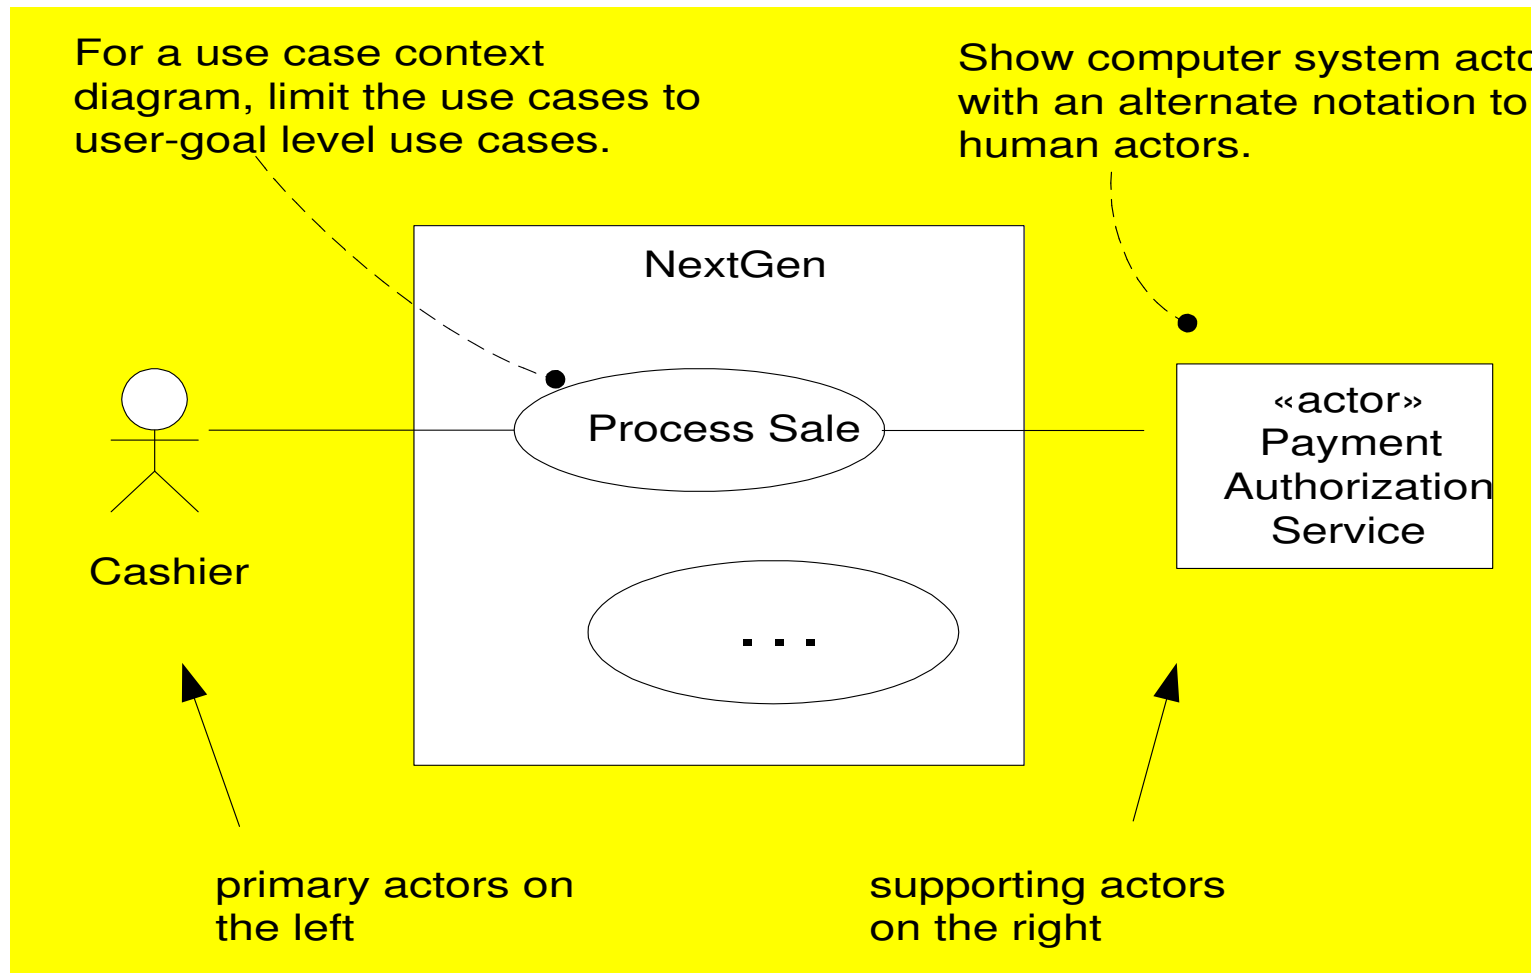 For a use case context
diagram, limit the use cases to
user-goal level use cases.
Show computer system
with an alternate notation to
human actors.
NextGen
Process Sale
«actor»
Payment
Authorization
Service
Cashier
. . .
primary actors on
the left
supporting actors
on the right